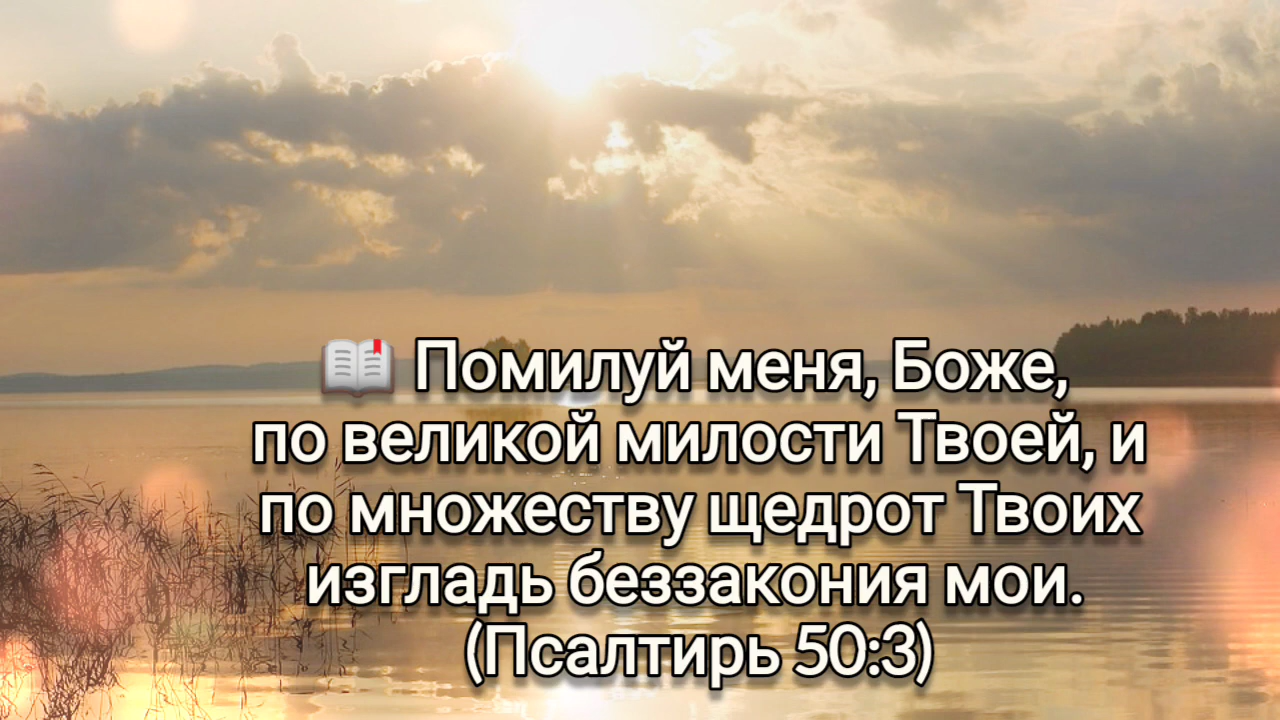 📖 Помилуй меня, Боже,
по великой милости Твоей, и
по множеству щедрот Твоих
изгладь беззакония мои.
(Псалтирь 50:3)